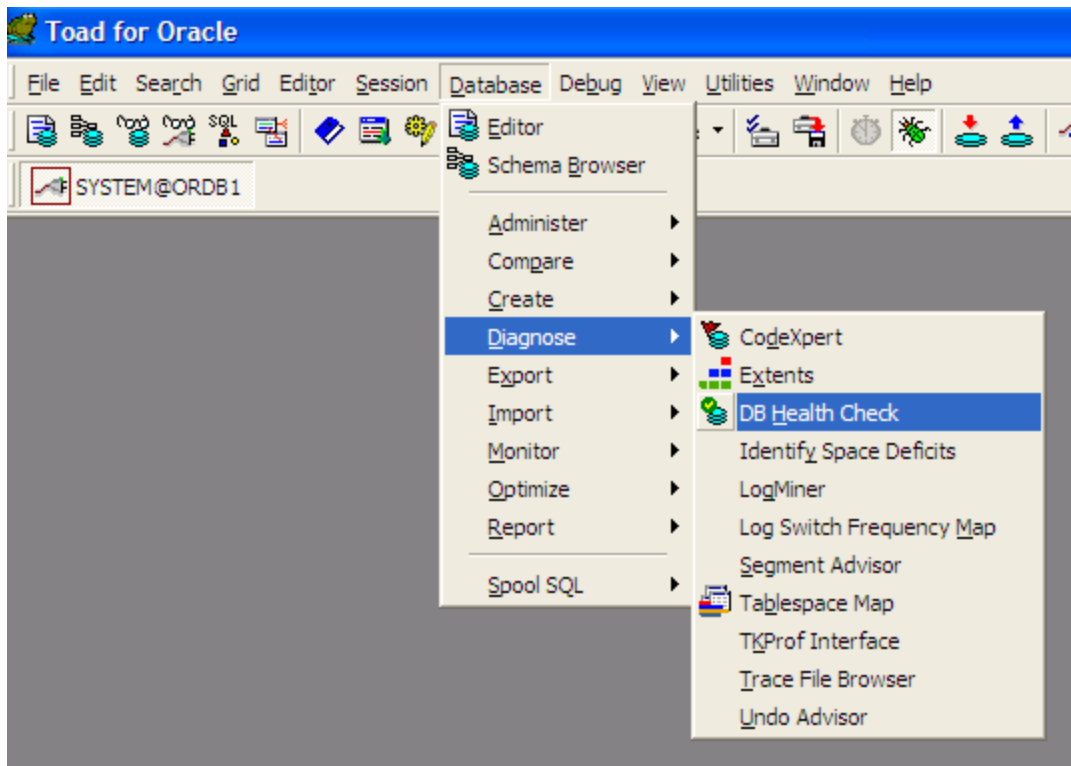 Toad for Oracle
File Edit Search Grid Editor Session Database Debug View Utilities Window Help
SQL
SYSTEM@ORDB1
Editor
Schema Browser
Administer
Compare
Create
Diagnose
Export
Import
Monitor
Optimize
Report
Spool SQL
CodeXpert
Extents
DB Health Check
Identify Space Deficits
LogMiner
Log Switch Frequency Map
Segment Advisor
Tablespace Map
TKProf Interface
Trace File Browser
Undo Advisor